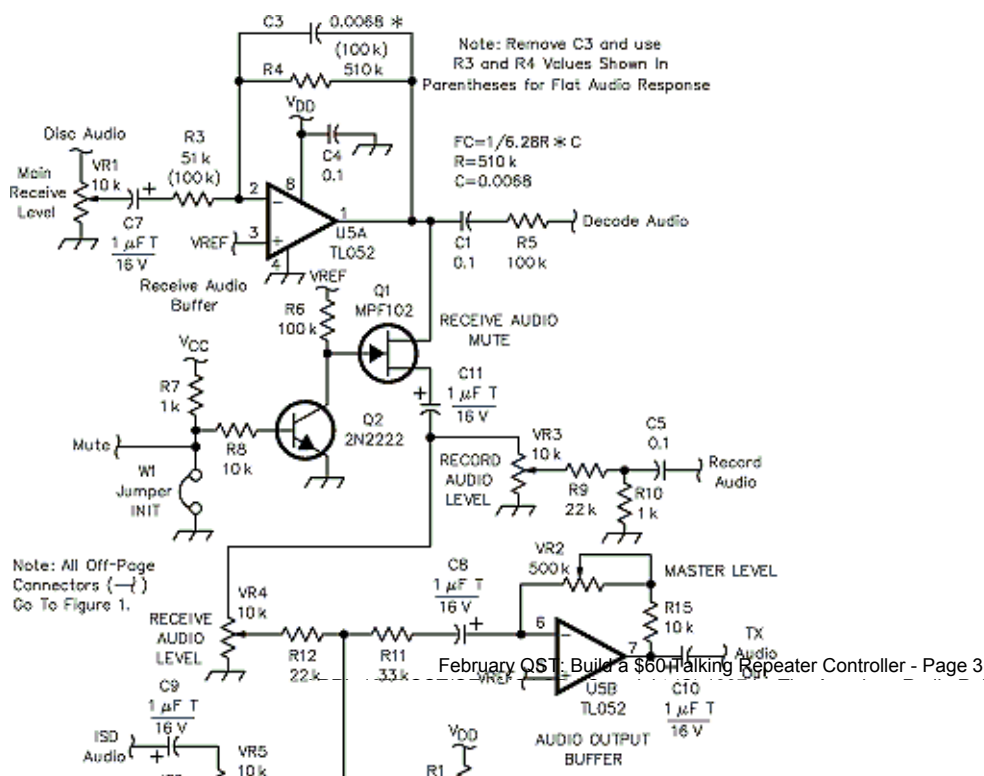 C3
0.0068 *
(100k)
R4
510k
Note: Remove C3 and use
R3 and R4 Values Shown In
Parentheses for Flat Audio Response
VDD
C4
0.1
FC=1/6.28R * C
R=510k
C=0.0068
Disc Audio
Main
Receive
Level
VR1
10k
R3
51k
(100k)
C7
1 µF T
16 V
2
8
1
3
4
VREF
U5A
TL052
C1
0.1
R5
100k
Decode Audio
Receive Audio
Buffer
VREF
R6
100k
Q1
MPF102
RECEIVE AUDIO
MUTE
VCC
R7
1k
C11
1 µF T
16 V
Mute
R8
10k
Q2
2N2222
W1
Jumper
INIT
RECORD
AUDIO
LEVEL
VR3
10k
R9
22k
C5
0.1
R10
1k
Record
Audio
Note: All Off-Page
Connectors (⊣)
Go To Figure 1.
VR4
10k
RECEIVE
AUDIO
LEVEL
R12
22k
R11
33k
C8
1 µF T
16 V
VR2
500k
MASTER LEVEL
R15
10k
6
7
TX
Audio
VREF
U5B
TL052
C10
1 µF T
16 V
February QST: Build a $60 Talking Repeater Controller - Page 3
AUDIO OUTPUT
BUFFER
C9
1 µF T
16 V
ISD
Audio
VR5
10k
VDD
R1